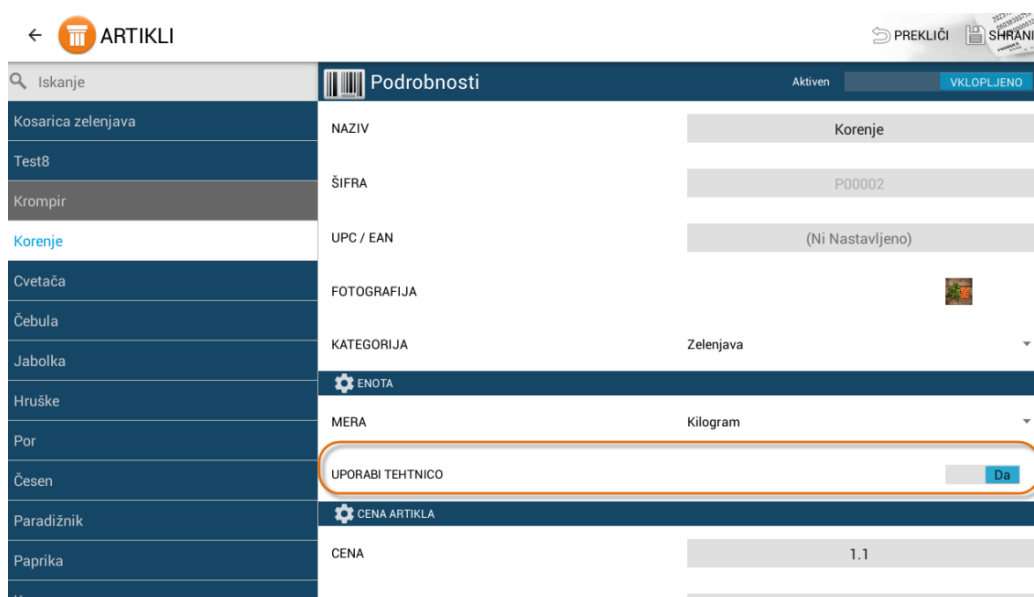 ARTIKLI
PREKLIČI
SHRANI
Iskanje
Kosarica zelenjava
Test8
Krompir
Korenje
Cvetača
Čebula
Jabolka
Hruške
Por
Česen
Paradižnik
Paprika
Podrobnosti
Aktiven
VKLOPLJENO
NAZIV
Korenje
ŠIFRA
P00002
UPC / EAN
(Ni Nastavljeno)
FOTOGRAFIJA
KATEGORIJA
Zelenjava
ENOTA
MERA
Kilogram
UPORABI TEHTNICO
Da
CENA ARTIKLA
CENA
1.1